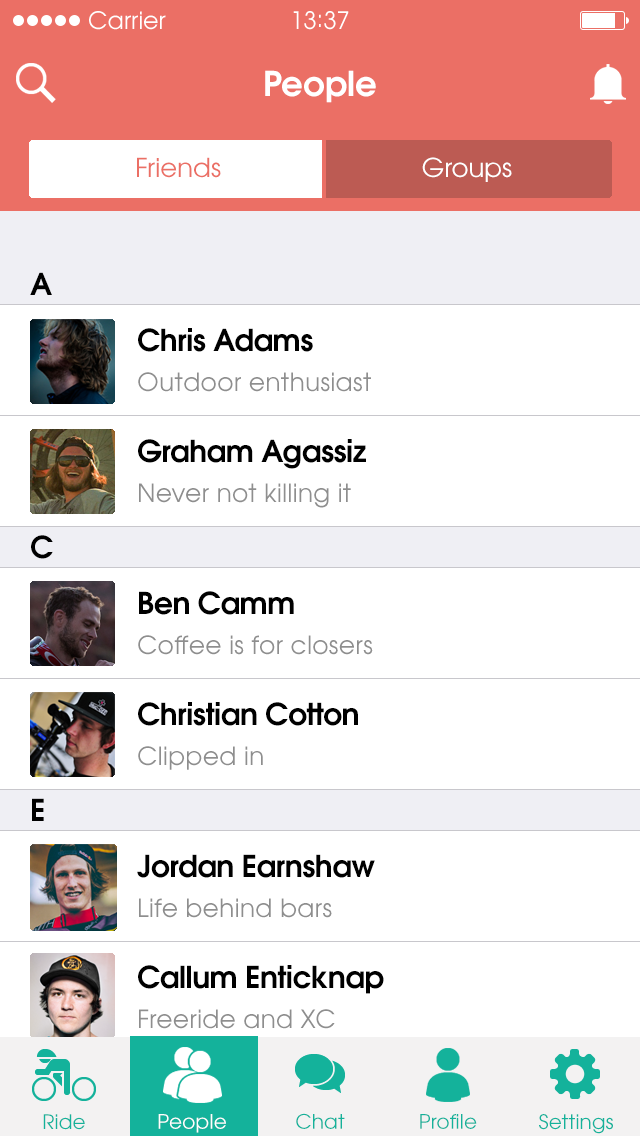 Carrier 13:37
People
Friends Groups
A
Chris Adams
Outdoor enthusiast
Graham Agassiz
Never not killing it
C
Ben Camm
Coffee is for closers
Christian Cotton
Clipped in
E
Jordan Earnshaw
Life behind bars
Callum Enticknap
Freeride and XC
Ride People Chat Profile Settings